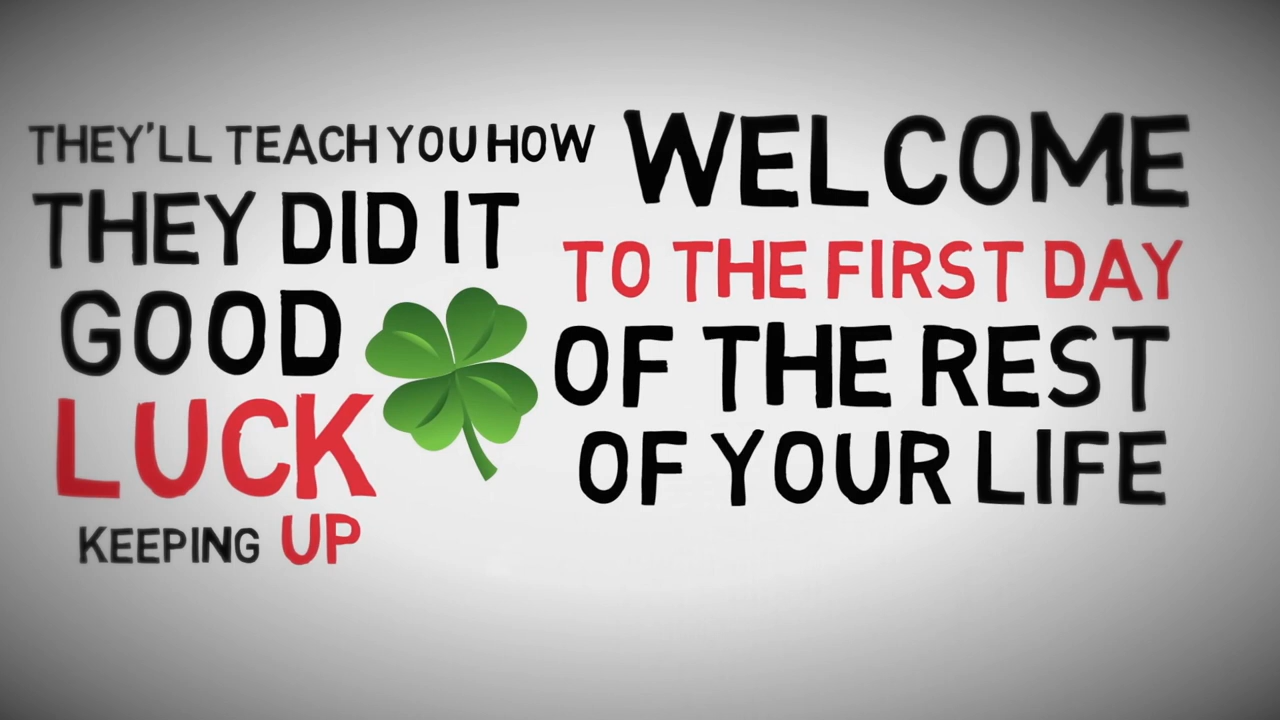 THEY'LL TEACH YOU HOW
THEY DID IT
GOOD
LUCK
KEEPING UP
WELCOME
TO THE FIRST DAY
OF THE REST
OF YOUR LIFE